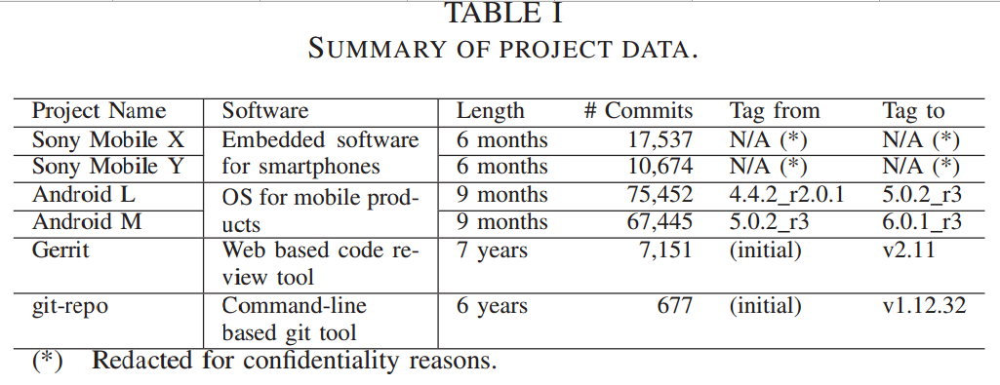 TABLE I
SUMMARY OF PROJECT DATA.
Project Name Software Length # Commits Tag from Tag to
Sony Mobile X Embedded software 6 months 17,537 N/A (*) N/A (*)
Sony Mobile Y for smartphones 6 months 10,674 N/A (*) N/A (*)
Android L OS for mobile prod- 9 months 75,452 4.4.2_r2.0.1 5.0.2_r3
Android M ucts 9 months 67,445 5.0.2_r3 6.0.1_r3
Gerrit Web based code re- 7 years 7,151 (initial) v2.11
view tool
git-repo Command-line 6 years 677 (initial) v1.12.32
based git tool
(*) Redacted for confidentiality reasons.